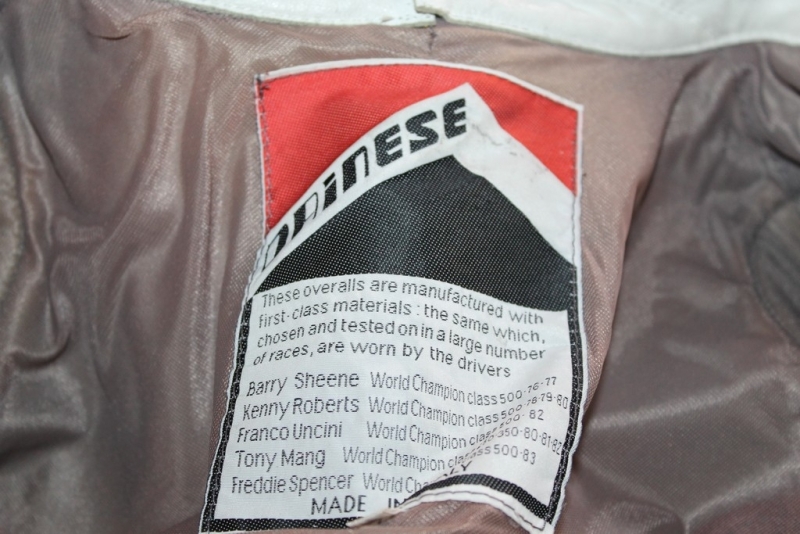 DAINESE
These overalls are manufactured with
First-class materials : the same which,
chosen and tested on in a large number
of races, are worn by the drivers
Barry Sheene World Champion class 500-76-77
Kenny Roberts World Champion class 500-78-79-80
Franco Uncini World Champion class 500-82
Tony Mang World Champion class 350-80-81-82
Freddie Spencer World Ch 500-83
MADE IN